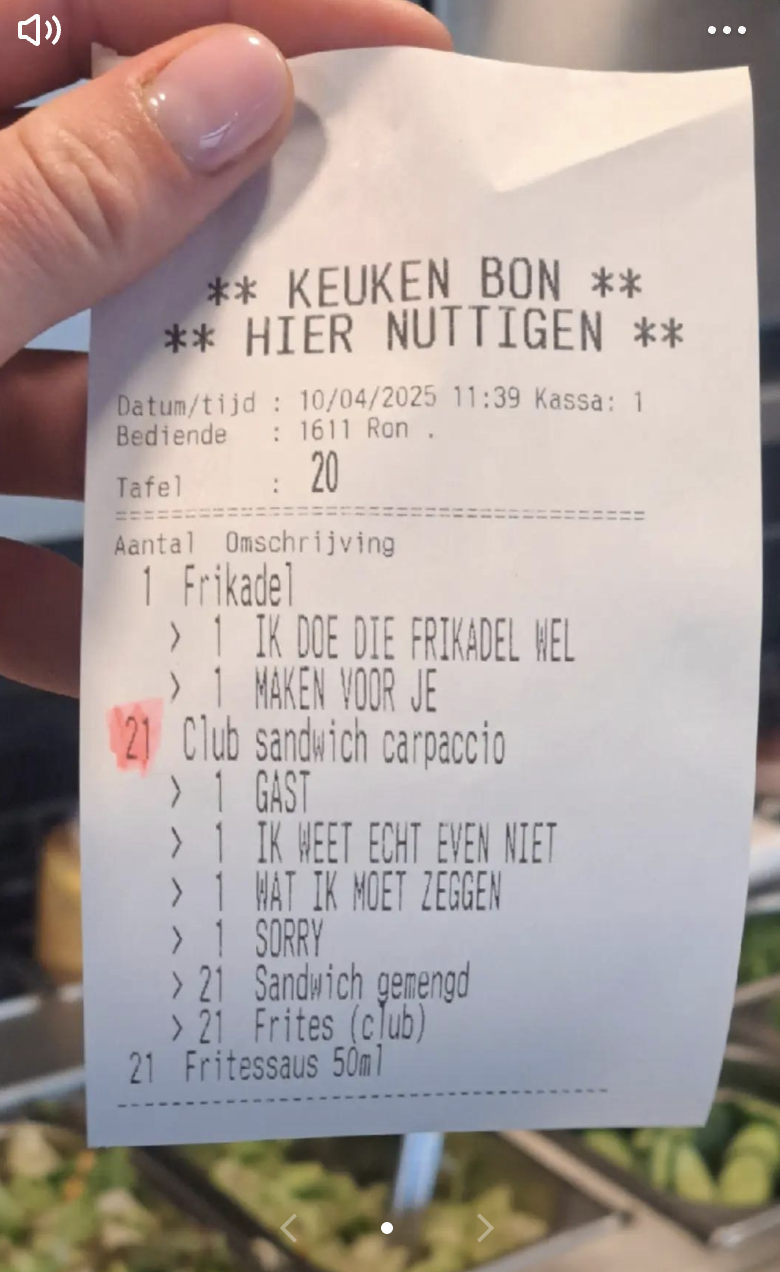 ** KEUKEN BON **
** HIER NUTTIGEN **
Datum/tijd : 10/04/2025 11:39 Kassa: 1
Bediende : 1611 Ron .
Tafel : 20
========================================
Aantal Omschrijving
1 Frikadel
> 1 IK DOE DIE FRIKADEL WEL
> 1 MAKEN VOOR JE
21 Club sandwich carpaccio
> 1 GAST
> 1 IK WEET ECHT EVEN NIET
> 1 WAT IK MOET ZEGGEN
> 1 SORRY
> 21 Sandwich gemengd
> 21 Frites (club)
21 Fritessaus 50ml
----------------------------------------